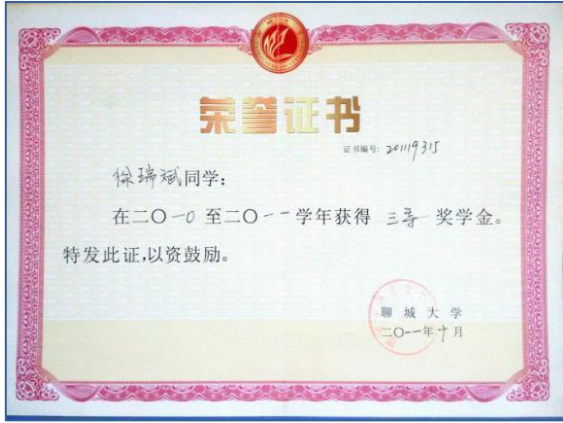 荣誉证书
证书编号: 20119315
徐瑞斌同学:
在二〇一0至二〇一一学年获得 三等 奖学金。
特发此证,以资鼓励。
聊城大学
二〇一一年十月